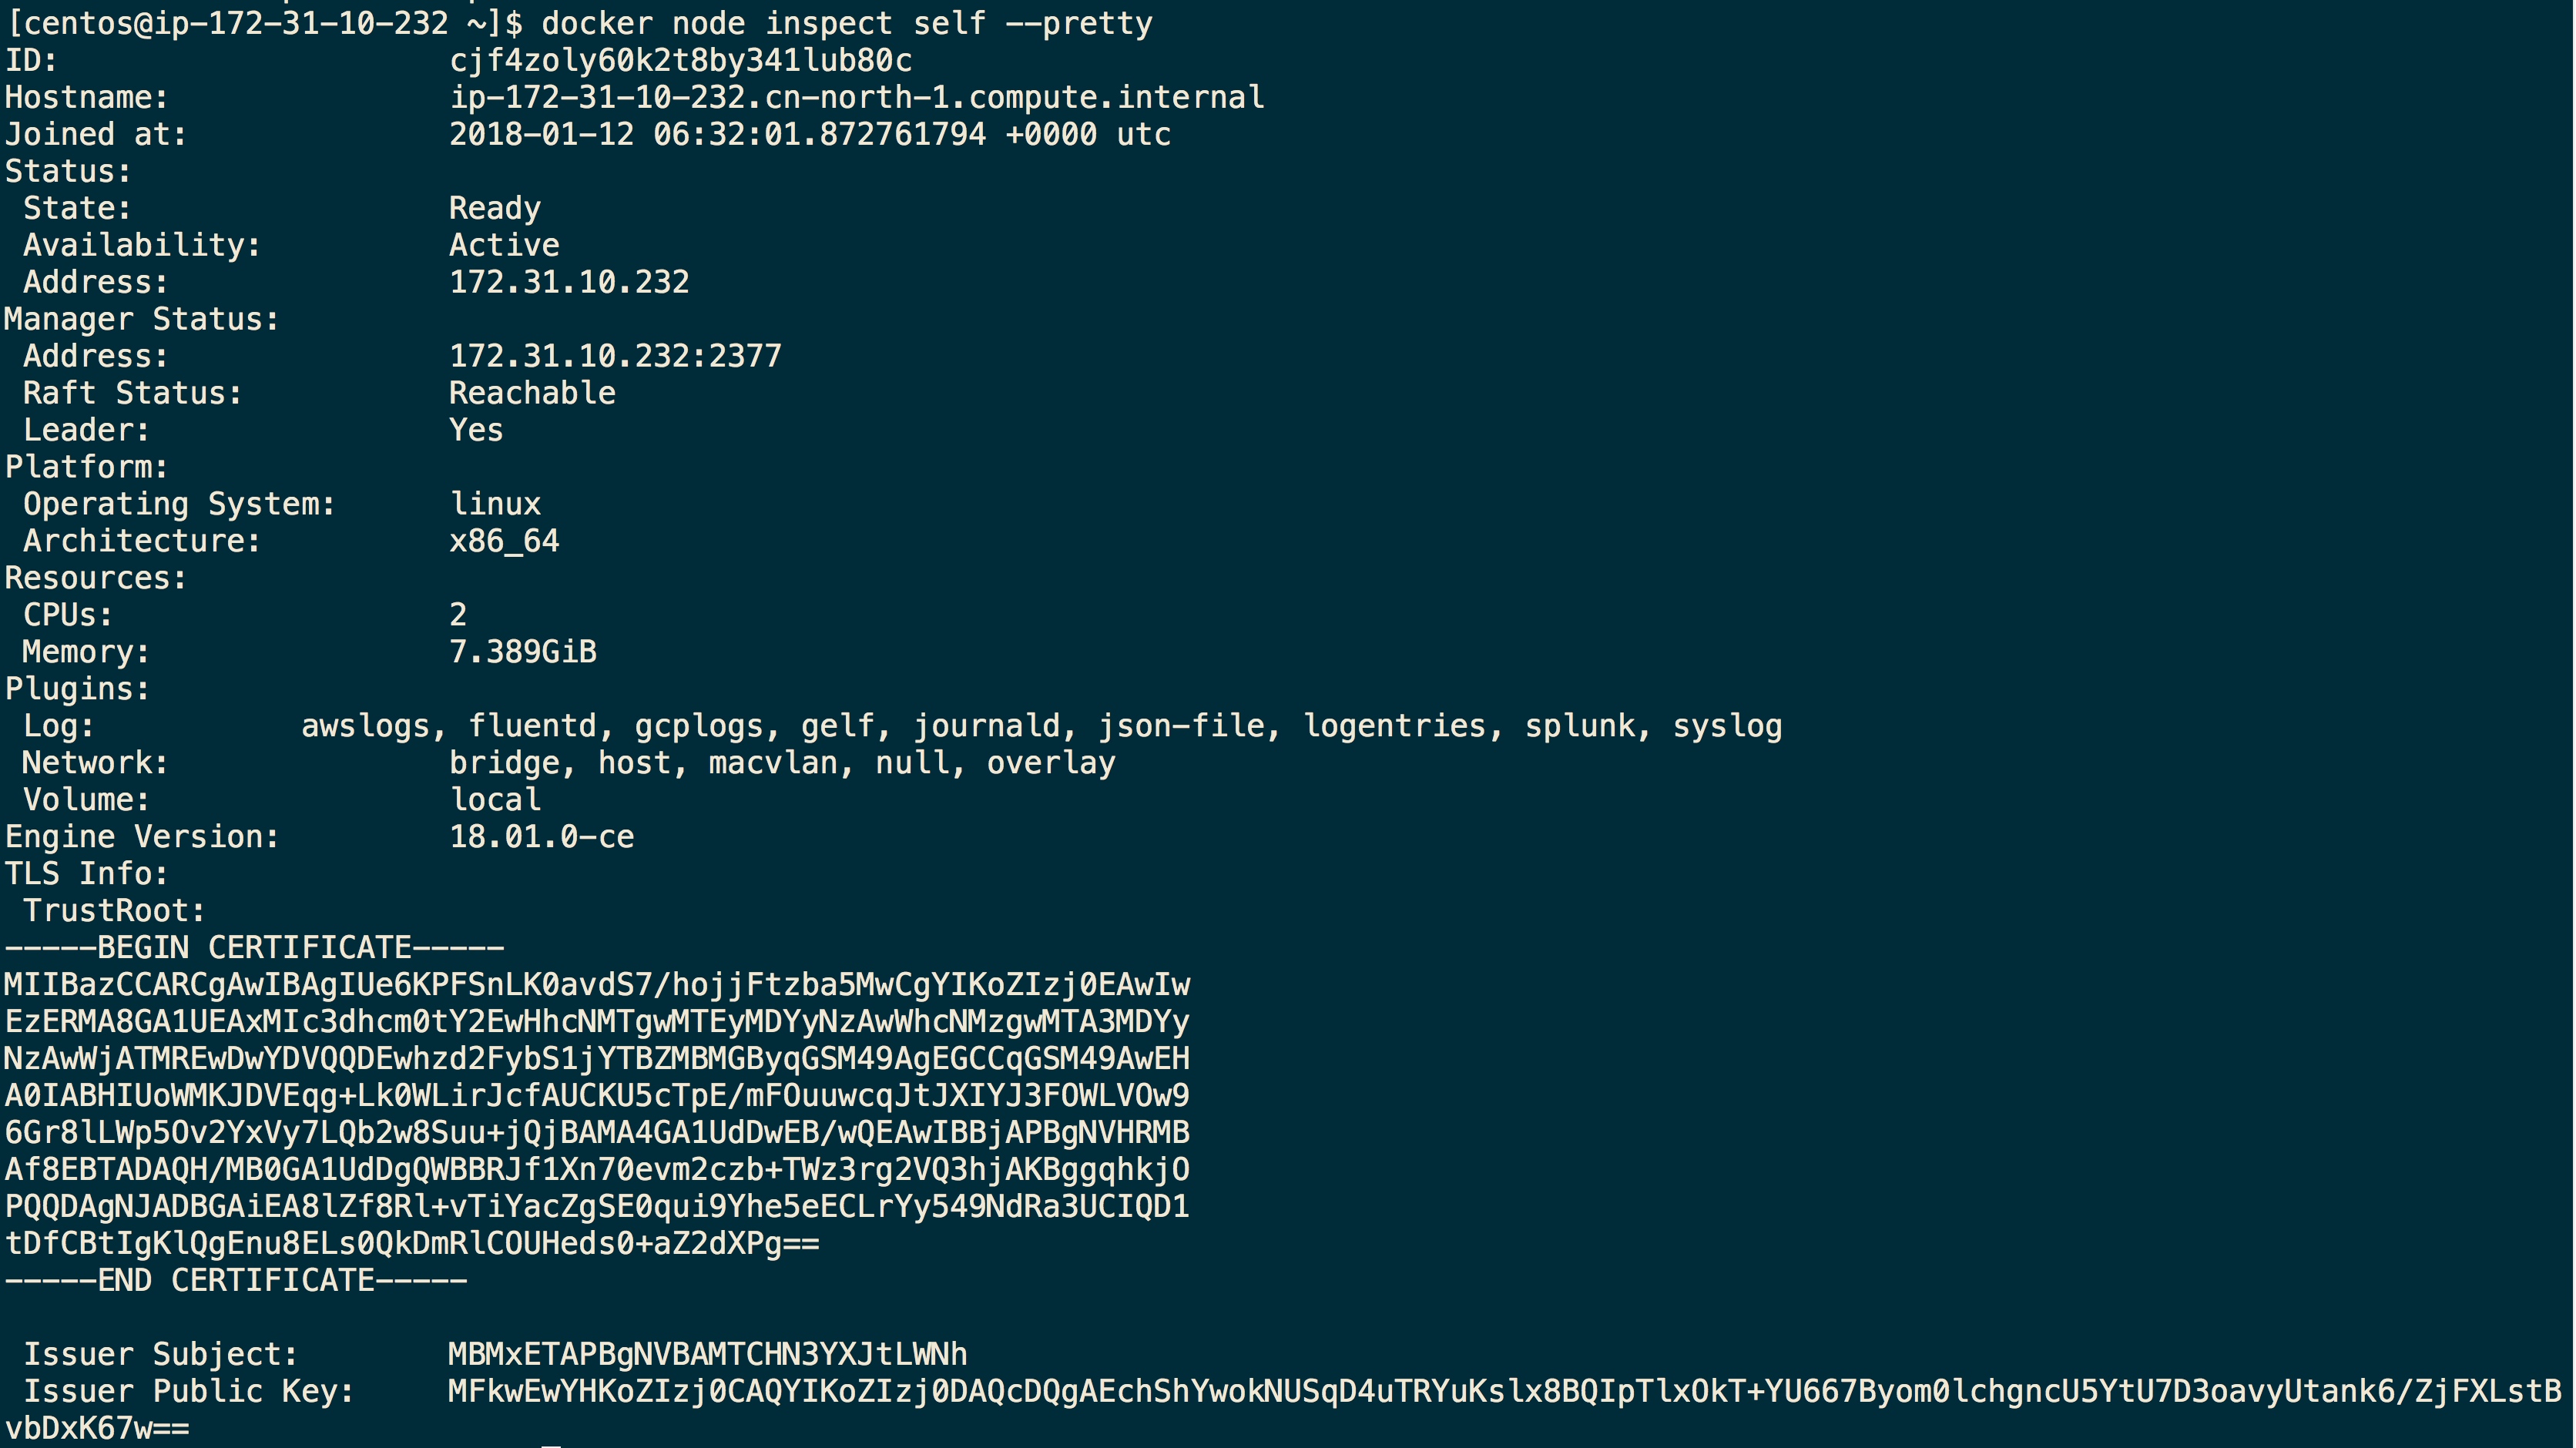 [centos@ip-172-31-10-232 ~]$ docker node inspect self --pretty
ID: cjf4zoly60k2t8by341lub80c
Hostname: ip-172-31-10-232.cn-north-1.compute.internal
Joined at: 2018-01-12 06:32:01.872761794 +0000 utc
Status:
State: Ready
Availability: Active
Address: 172.31.10.232
Manager Status:
Address: 172.31.10.232:2377
Raft Status: Reachable
Leader: Yes
Platform:
Operating System: linux
Architecture: x86_64
Resources:
CPUs: 2
Memory: 7.389GiB
Plugins:
Log: awslogs, fluentd, gcplogs, gelf, journald, json-file, logentries, splunk, syslog
Network: bridge, host, macvlan, null, overlay
Volume: local
Engine Version: 18.01.0-ce
TLS Info:
TrustRoot:
-----BEGIN CERTIFICATE-----
MIIBazCCARCgAwIBAgIUe6KPFSnLK0avdS7/hojjFtzba5MwCgYIKoZIzj0EAwIw
EzERMA8GA1UEAxMIc3dhcm0tY2EwHhcNMTgwMTEyMDYyNzAwWhcNMzgwMTA3MDYy
NzAwWjATMREwDwYDVQQDEwhzd2FybS1jYTBZMBMGByqGSM49AgEGCCqGSM49AwEH
A0IABHIUoWMKJDVEqg+Lk0WLirJcfAUCKU5cTpE/mFOuuwcqJtJXIYJ3FOWLVOw9
6Gr8lLWp5Ov2YxVy7LQb2w8Suu+jQjBAMA4GA1UdDwEB/wQEAwIBBjAPBgNVHRMB
Af8EBTADAQH/MB0GA1UdDgQWBBRJf1Xn70evm2czb+TWz3rg2VQ3hjAKBggqhkjO
PQQDAgNJADBGAiEA8lZf8Rl+vTiYacZgSE0qui9Yhe5eECLrYy549NdRa3UCIQD1
tDfCBtIgKlQgEnu8ELs0QkDmRlCOUHeds0+aZ2dXPg==
-----END CERTIFICATE-----
Issuer Subject: MBMxETAPBgNVBAMTCHN3YXJtLWNh
Issuer Public Key: MFkwEwYHKoZIzj0CAQYIKoZIzj0DAQcDQgAEchShYwokNUSqD4uTRYuKslx8BQIpTlxOkT+YU667Byom0lchgncU5YtU7D3oavyUtank6/ZjFXLstB
vbDxK67w==